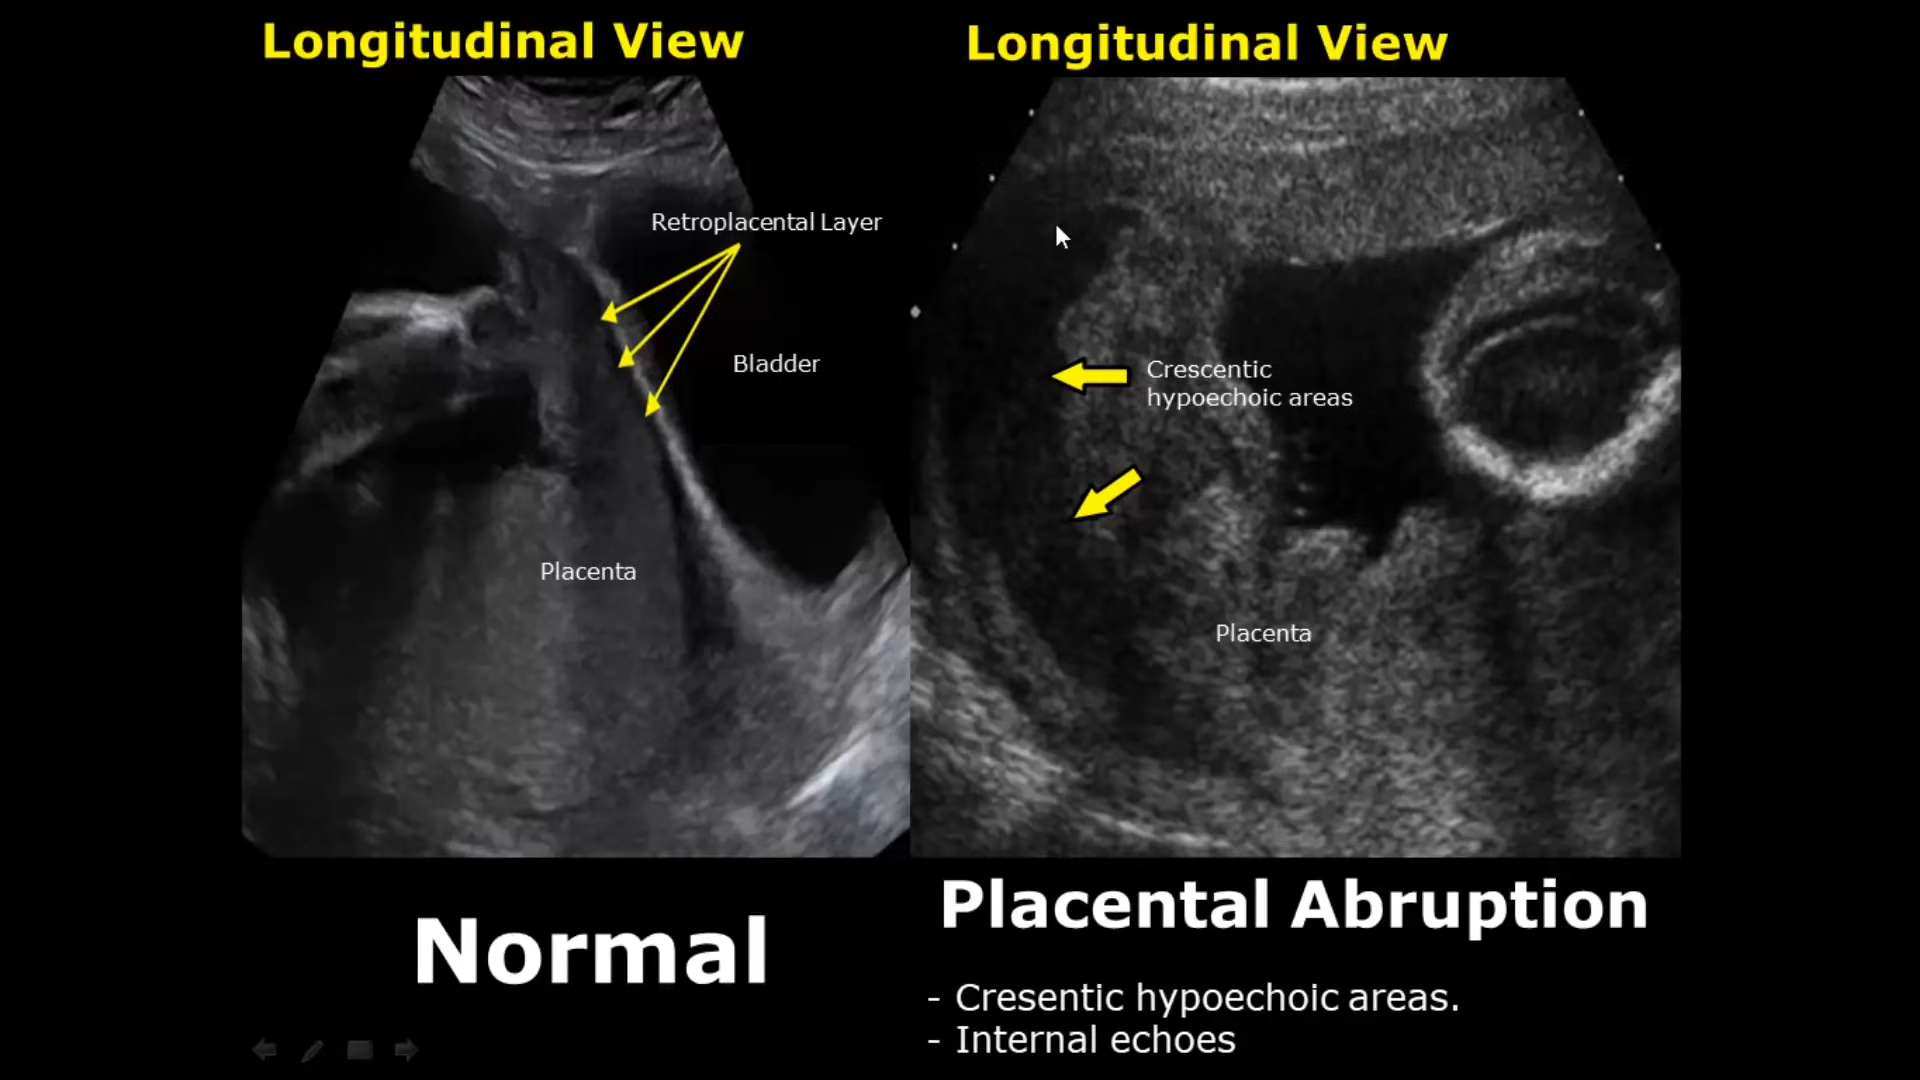 Longitudinal View
Retroplacental Layer
Bladder
Placenta
Normal
Longitudinal View
Crescentic
hypoechoic areas
Placenta
Placental Abruption
- Cresentic hypoechoic areas.
- Internal echoes